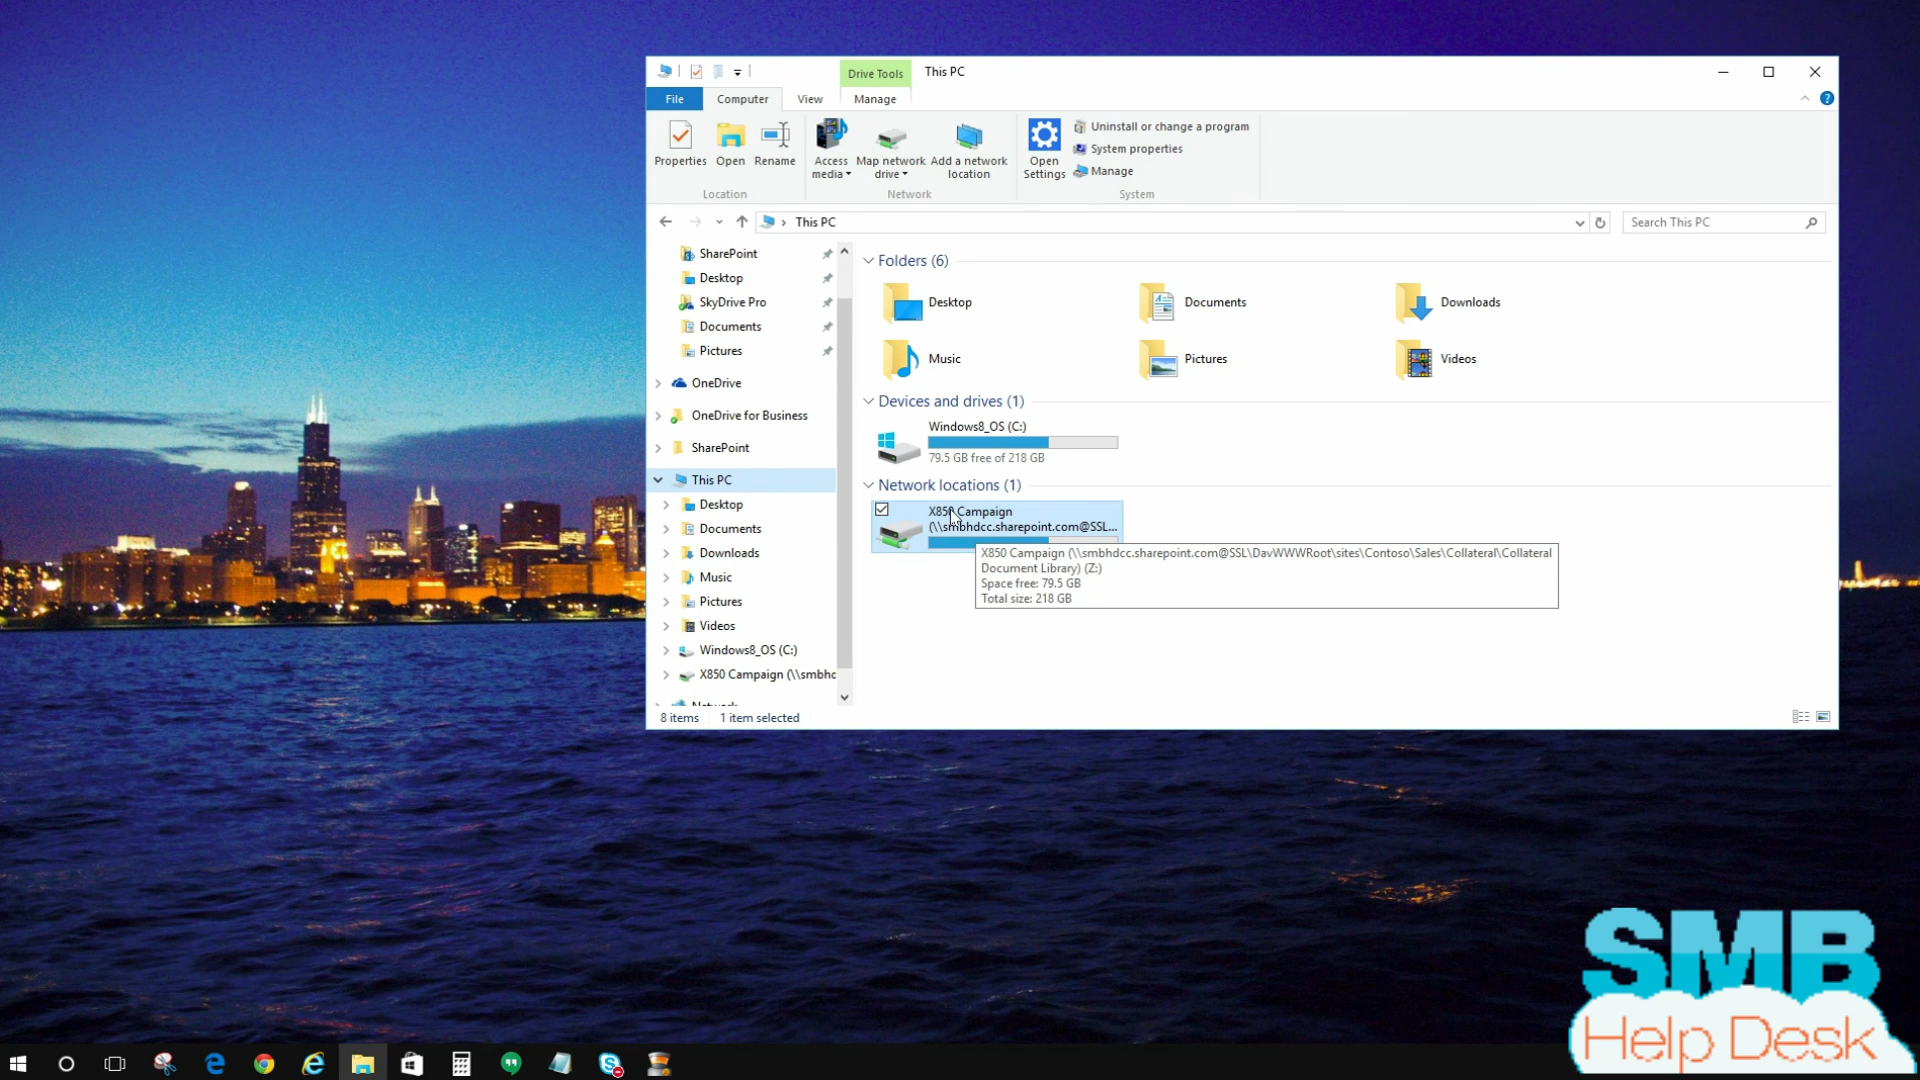 Drive Tools
This PC
File
Computer
View
Manage
Properties
Open
Rename
Access media
Map network drive
Add a network location
Open Settings
Uninstall or change a program
System properties
Manage
Location
Network
System
This PC
Search This PC
SharePoint
Desktop
SkyDrive Pro
Documents
Pictures
OneDrive
OneDrive for Business
SharePoint
This PC
Desktop
Documents
Downloads
Music
Pictures
Videos
Windows8_OS (C:)
X850 Campaign (\\smbhdc
Folders (6)
Desktop
Documents
Downloads
Music
Pictures
Videos
Devices and drives (1)
Windows8_OS (C:)
79.5 GB free of 218 GB
Network locations (1)
X850 Campaign
(\\smbhdcc.sharepoint.com@SSL...
X850 Campaign (\\smbhdcc.sharepoint.com@SSL\DavWWWRoot\sites\Contoso\Sales\Collateral\Collateral
Document Library) (Z:)
Space free: 79.5 GB
Total size: 218 GB
8 items
1 item selected
SMB
Help Desk